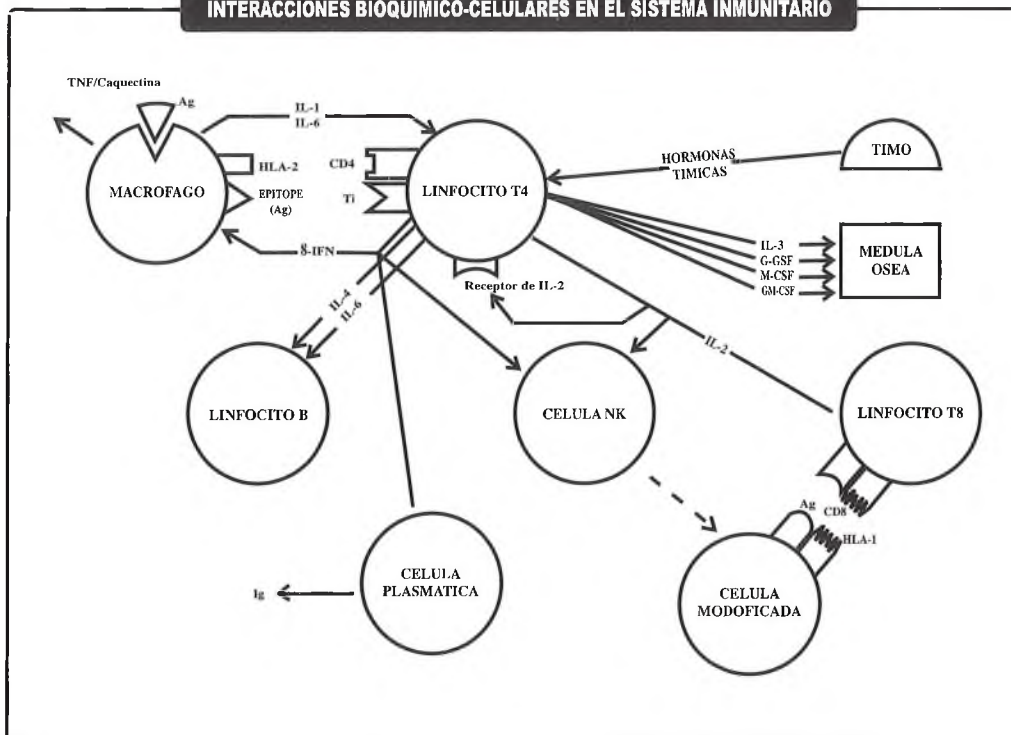 INTERACCIONES BIOQUIMICO-CELULARES EN EL SISTEMA INMUNITARIO
TNF/Caquectina
Ag
IL-1
IL-6
MACROFAGO
HLA-2
EPITOPE
(Ag)
CD4
Ti
LINFOCITO T4
HORMONAS
TIMICAS
TIMO
8-IFN
IL-3
G-GSF
M-CSF
GM-CSF
MEDULA
OSEA
Receptor de IL-2
IL-4
IL-6
IL-2
LINFOCITO B
CELULA NK
LINFOCITO T8
Ag
CD8
HLA-1
CELULA
PLASMATICA
Ig
CELULA
MODOFICADA